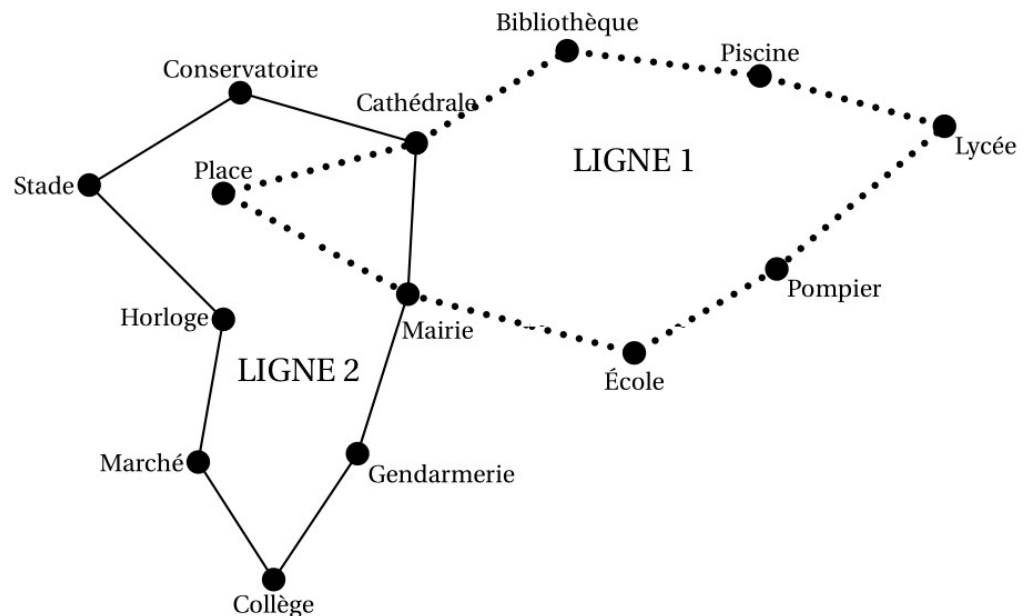 Bibliothèque
Piscine
Conservatoire
Cathédrale
Lycée
LIGNE 1
Place
Stade
Pompier
Horloge
Mairie
LIGNE 2
École
Marché
Gendarmerie
Collège